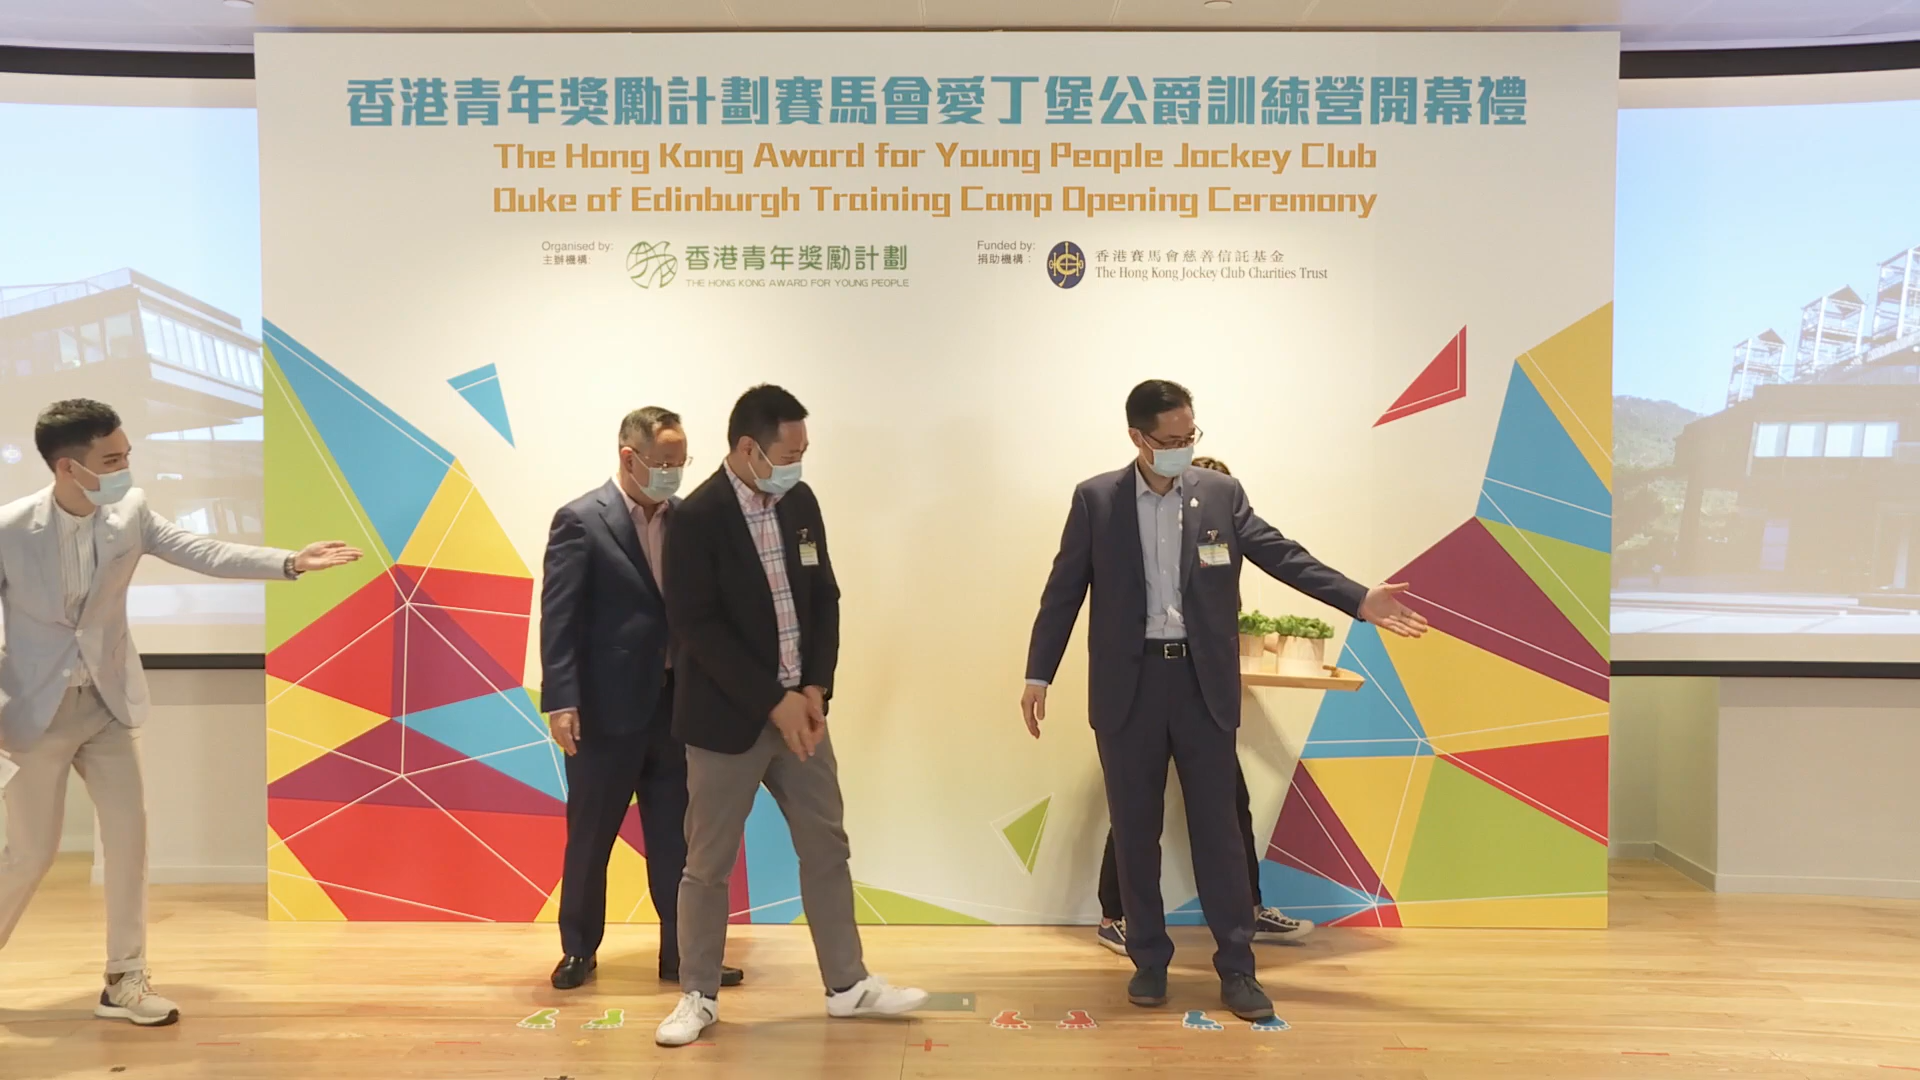 香港青年獎勵計劃賽馬會愛丁堡公爵訓練營開幕禮
The Hong Kong Award for Young People Jockey Club
Duke of Edinburgh Training Camp Opening Ceremony
Organised by:
主辦機構:
香港青年獎勵計劃
THE HONG KONG AWARD FOR YOUNG PEOPLE
Funded by:
捐助機構：
香港賽馬會慈善信託基金
The Hong Kong Jockey Club Charities Trust